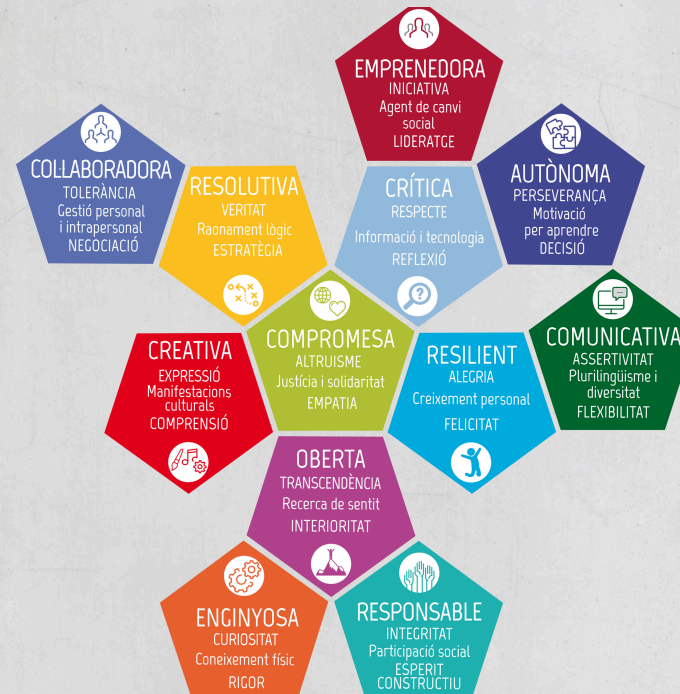 EMPRENEDORA
INICIATIVA
Agent de canvi
social
LIDERATGE
COL·LABORADORA
TOLERÀNCIA
Gestió personal
i intrapersonal
NEGOCIACIÓ
RESOLUTIVA
VERITAT
Raonament lògic
ESTRATÈGIA
CRÍTICA
RESPECTE
Informació i tecnologia
REFLEXIÓ
AUTÒNOMA
PERSEVERANÇA
Motivació
per aprendre
DECISIÓ
CREATIVA
EXPRESSIÓ
Manifestacions
culturals
COMPRENSIÓ
COMPROMESA
ALTRUISME
Justícia i solidaritat
EMPATIA
RESILIENT
ALEGRIA
Creixement personal
FELICITAT
COMUNICATIVA
ASSERTIVITAT
Plurilingüisme i
diversitat
FLEXIBILITAT
OBERTA
TRANSCENDÈNCIA
Recerca de sentit
INTERIORITAT
ENGINYOSA
CURIOSITAT
Coneixement físic
RIGOR
RESPONSABLE
INTEGRITAT
Participació social
ESPERIT
CONSTRUCTIU